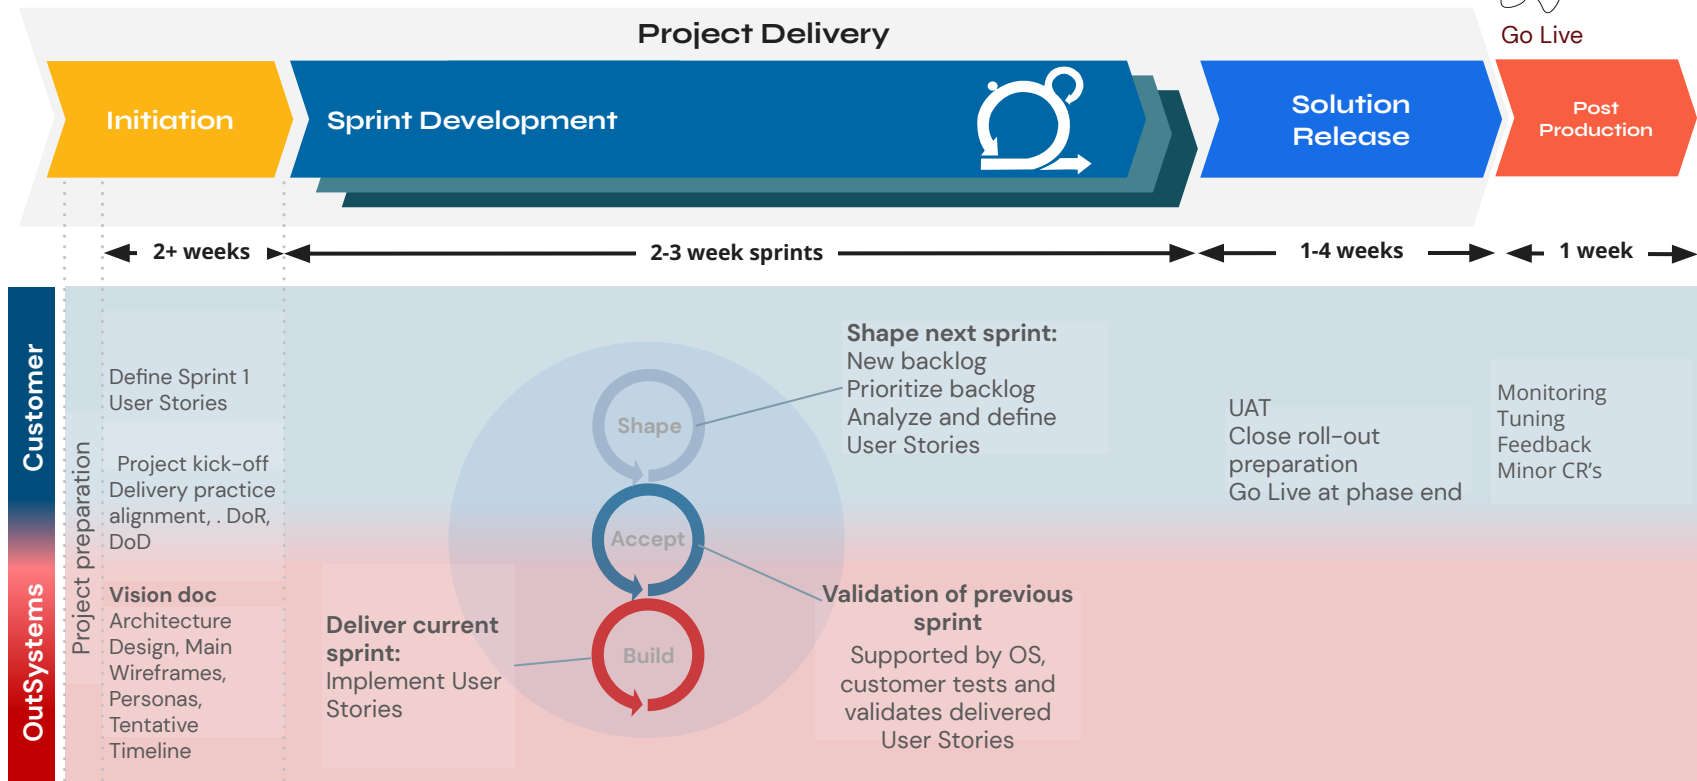 Project Delivery
Go Live
Initiation
Sprint Development
Solution
Release
Post
Production
2+ weeks
2-3 week sprints
1-4 weeks
1 week
Customer
OutSystems
Project preparation
Define Sprint 1
User Stories
Project kick-off
Delivery practice
alignment, . DoR,
DoD
Vision doc
Architecture
Design, Main
Wireframes,
Personas,
Tentative
Timeline
Deliver current
sprint:
Implement User
Stories
Shape
Accept
Build
Shape next sprint:
New backlog
Prioritize backlog
Analyze and define
User Stories
Validation of previous
sprint
Supported by OS,
customer tests and
validates delivered
User Stories
UAT
Close roll-out
preparation
Go Live at phase end
Monitoring
Tuning
Feedback
Minor CR's